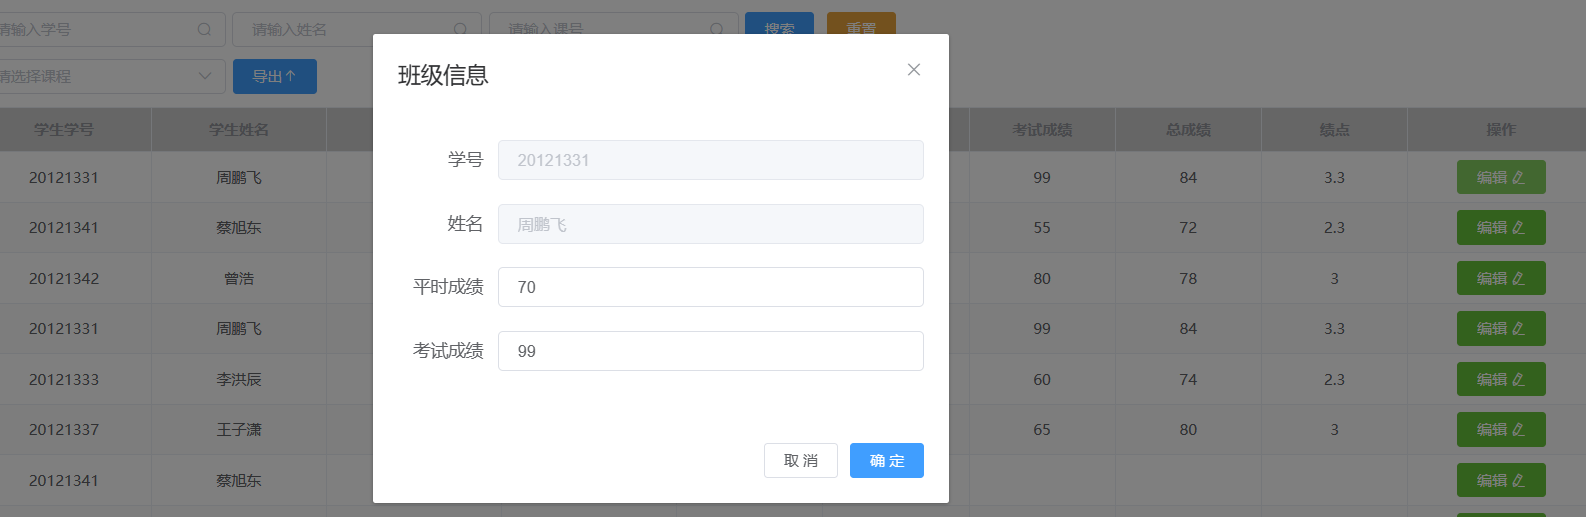 请输入学号 请输入姓名 请输入课号 搜索 重置
请选择课程 导出
班级信息
学号 20121331
姓名 周鹏飞
平时成绩 70
考试成绩 99
取 消 确 定
学生学号 学生姓名 考试成绩 总成绩 绩点 操作
20121331 周鹏飞 99 84 3.3 编辑
20121341 蔡旭东 55 72 2.3 编辑
20121342 曾浩 80 78 3 编辑
20121331 周鹏飞 99 84 3.3 编辑
20121333 李洪辰 60 74 2.3 编辑
20121337 王子潇 65 80 3 编辑
20121341 蔡旭东 编辑